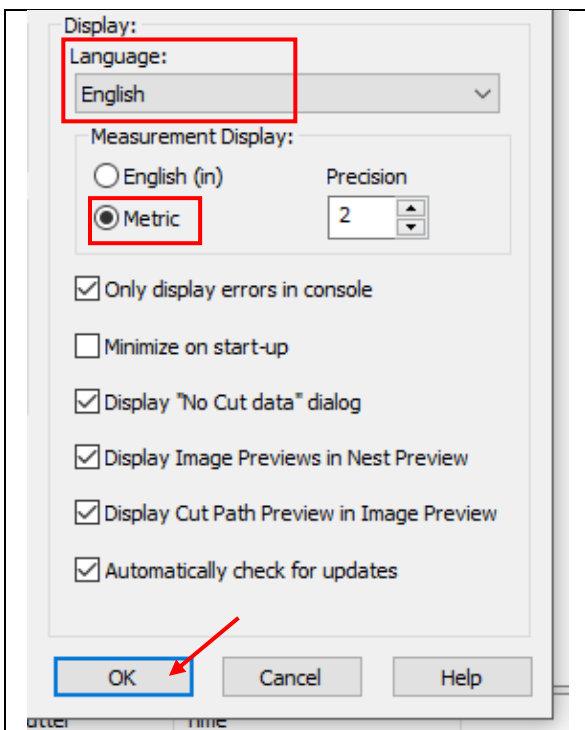 Display:
Language:
English
Measurement Display:
English (in) Precision
Metric 2
Only display errors in console
Minimize on start-up
Display "No Cut data" dialog
Display Image Previews in Nest Preview
Display Cut Path Preview in Image Preview
Automatically check for updates
OK Cancel Help